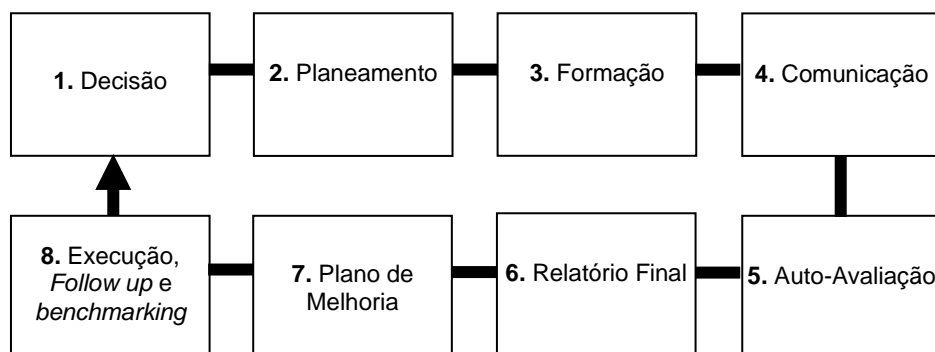 1. Decisão
2. Planeamento
3. Formação
4. Comunicação
8. Execução,
Follow up e
benchmarking
7. Plano de
Melhoria
6. Relatório Final
5. Auto-Avaliação